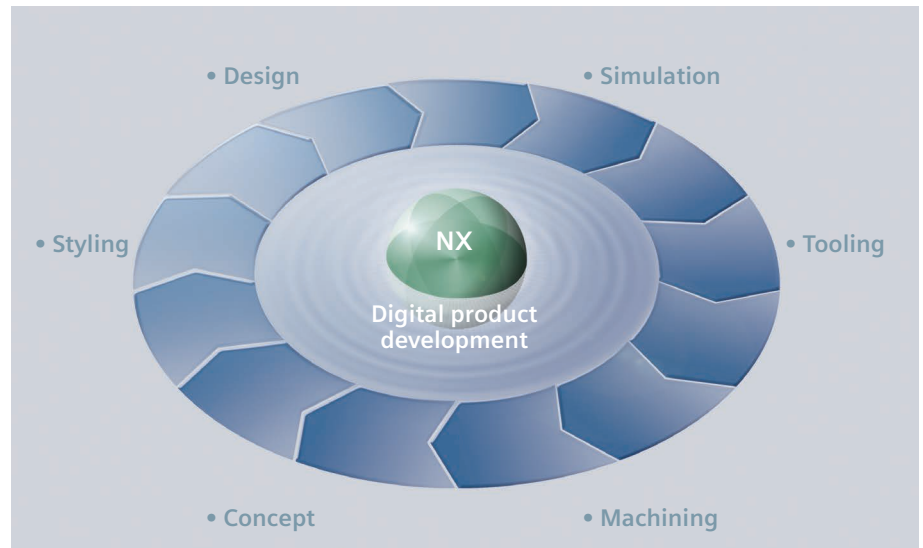 • Design
• Simulation
• Styling
NX
• Tooling
Digital product
development
• Concept
• Machining